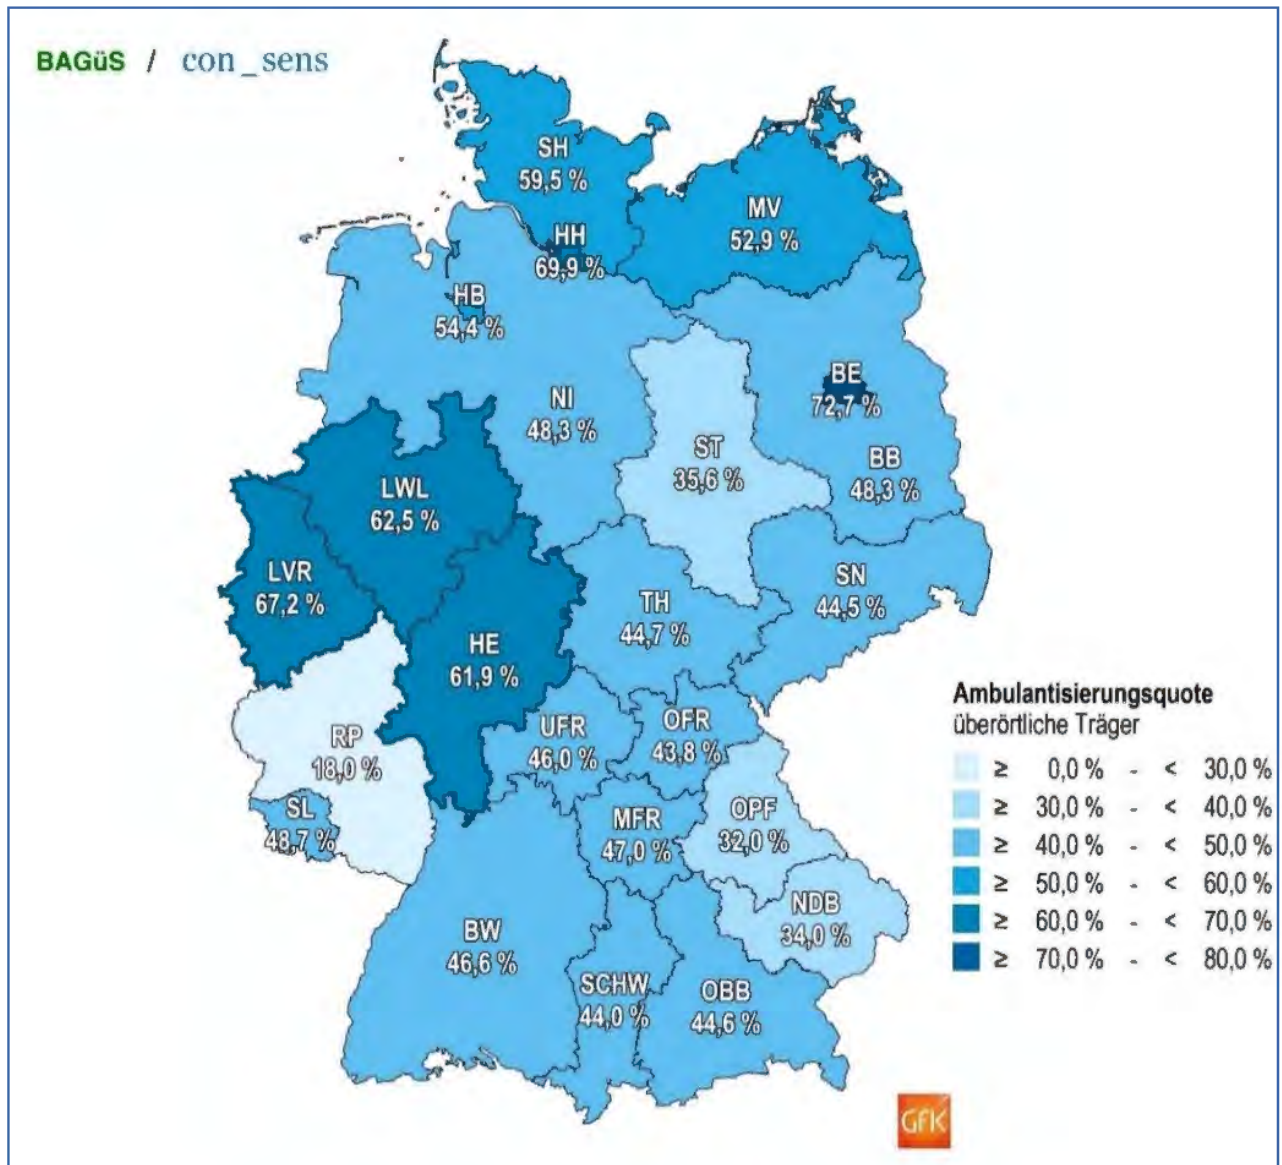 BAGüS / con_sens
SH
59,5 %
MV
52,9 %
HH
69,9 %
HB
54,4 %
BE
72,7 %
NI
48,3 %
ST
35,6 %
BB
48,3 %
LWL
62,5 %
LVR
67,2 %
SN
44,5 %
TH
44,7 %
HE
61,9 %
UFR
46,0 %
OFR
43,8 %
RP
18,0 %
SL
48,7 %
MFR
47,0 %
OPF
32,0 %
NDB
34,0 %
BW
46,6 %
SCHW
44,0 %
OBB
44,6 %
Ambulantisierungsquote
überörtliche Träger
≥ 0,0 % - < 30,0 %
≥ 30,0 % - < 40,0 %
≥ 40,0 % - < 50,0 %
≥ 50,0 % - < 60,0 %
≥ 60,0 % - < 70,0 %
≥ 70,0 % - < 80,0 %
GfK